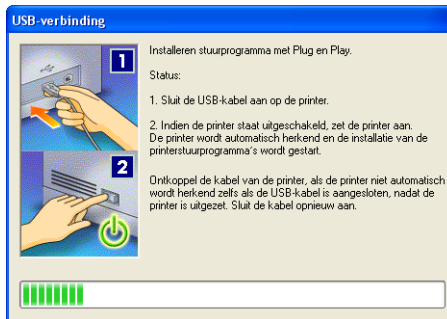 USB-verbinding
1
2
Installeren stuurprogramma met Plug en Play.
Status:
1. Sluit de USB-kabel aan op de printer.
2. Indien de printer staat uitgeschakeld, zet de printer aan.
De printer wordt automatisch herkend en de installatie van de
printerstuurprogramma's wordt gestart.
Ontkoppel de kabel van de printer, als de printer niet automatisch
wordt herkend zelfs als de USB-kabel is aangesloten, nadat de
printer is uitgezet. Sluit de kabel opnieuw aan.